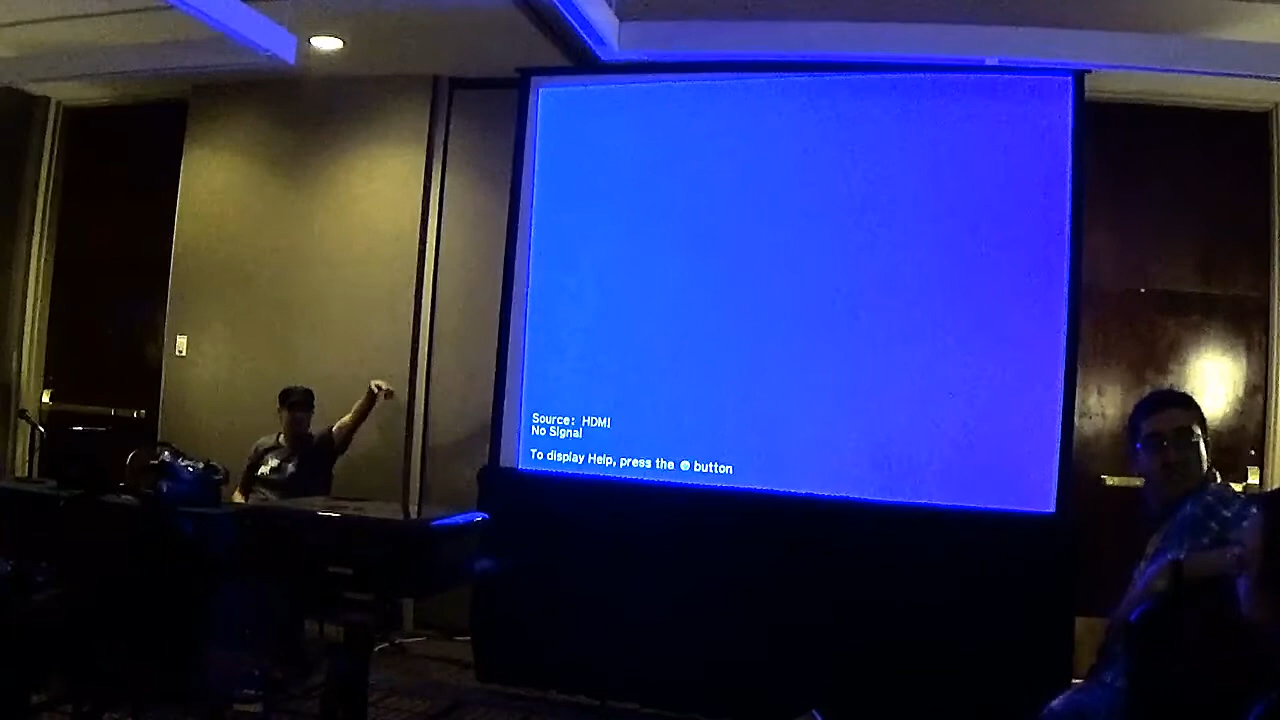 Source: HDMI
No Signal
To display Help, press the button